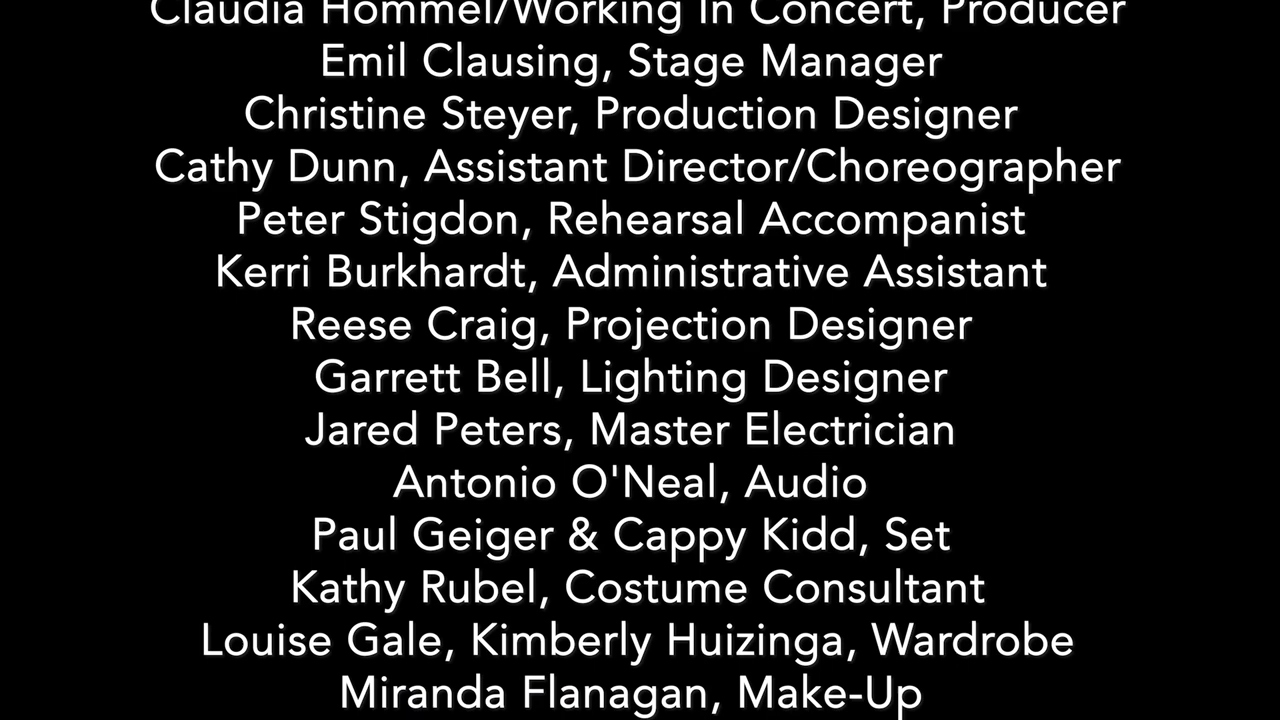 Claudia Hommel/Working In Concert, Producer
Emil Clausing, Stage Manager
Christine Steyer, Production Designer
Cathy Dunn, Assistant Director/Choreographer
Peter Stigdon, Rehearsal Accompanist
Kerri Burkhardt, Administrative Assistant
Reese Craig, Projection Designer
Garrett Bell, Lighting Designer
Jared Peters, Master Electrician
Antonio O'Neal, Audio
Paul Geiger & Cappy Kidd, Set
Kathy Rubel, Costume Consultant
Louise Gale, Kimberly Huizinga, Wardrobe
Miranda Flanagan, Make-Up